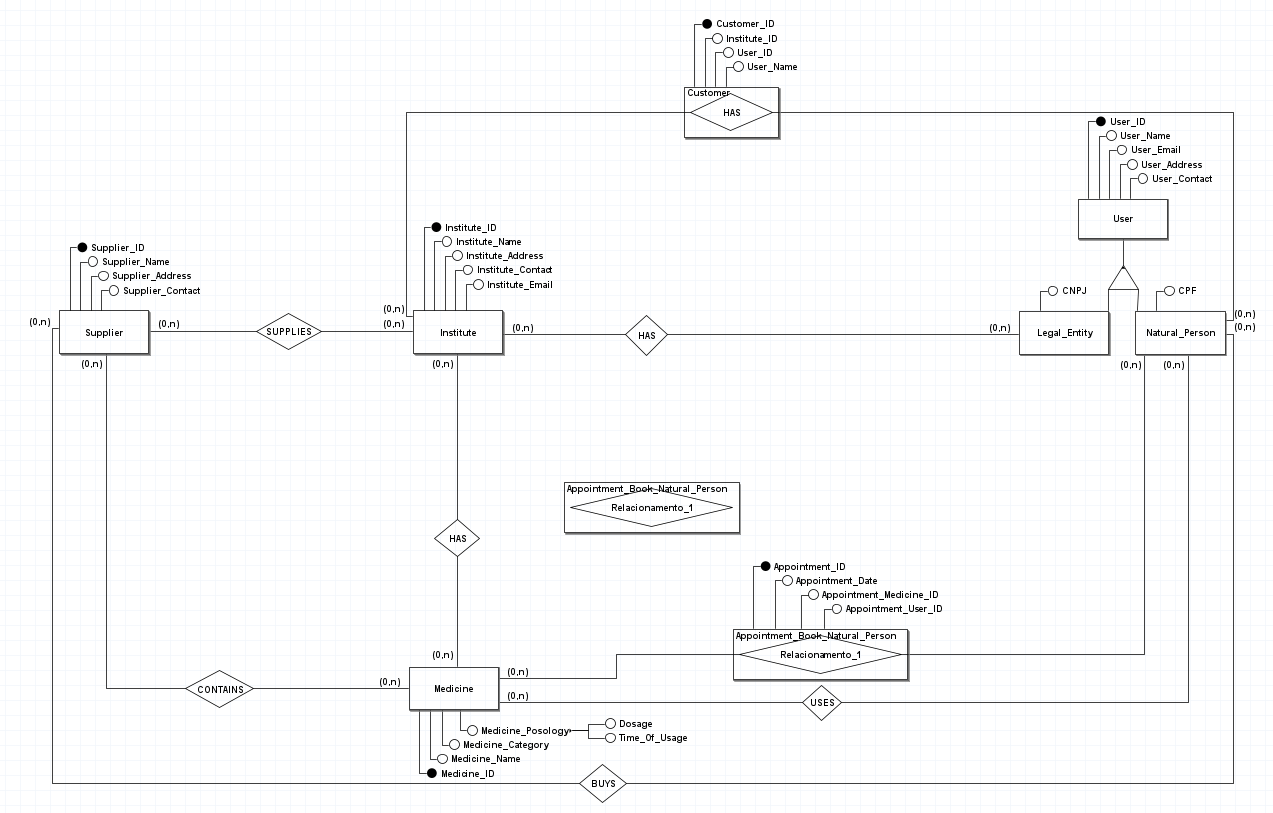 Customer_ID
Institute_ID
User_ID
User_Name
Customer
HAS
User_ID
User_Name
User_Email
User_Address
User_Contact
User
Institute_ID
Institute_Name
Institute_Address
Institute_Contact
Institute_Email
Supplier_ID
Supplier_Name
Supplier_Address
Supplier_Contact
CNPJ
CPF
(0,n)
(0,n)
(0,n)
(0,n)
(0,n)
(0,n)
(0,n)
(0,n)
Supplier
SUPPLIES
Institute
HAS
Legal_Entity
Natural_Person
(0,n)
(0,n)
(0,n)
(0,n)
Appointment_Book_Natural_Person
Relacionamento_1
HAS
Appointment_ID
Appointment_Date
Appointment_Medicine_ID
Appointment_User_ID
Appointment_Book_Natural_Person
Relacionamento_1
(0,n)
(0,n)
(0,n)
(0,n)
CONTAINS
Medicine
USES
Medicine_Posology
Dosage
Time_Of_Usage
Medicine_Category
Medicine_Name
Medicine_ID
BUYS